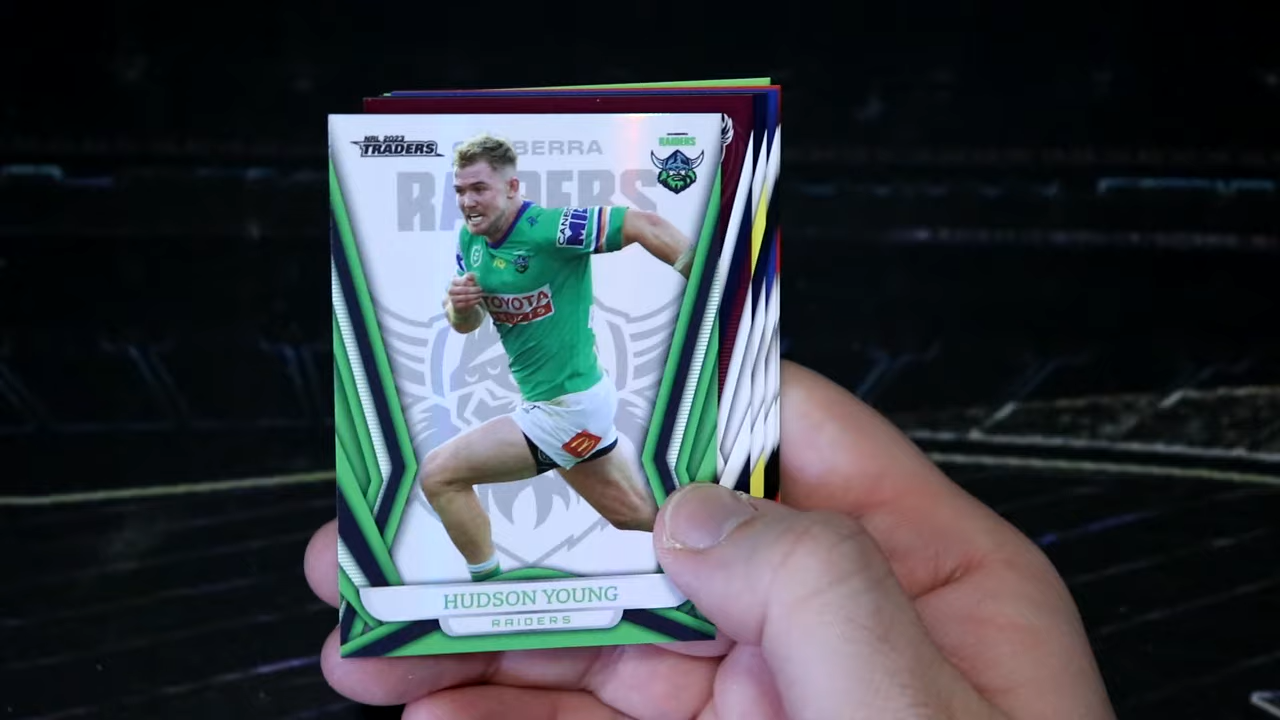 NRL 2023
TRADERS
CANBERRA
RAIDERS
RAIDERS
TOYOTA
HUDSON YOUNG
RAIDERS